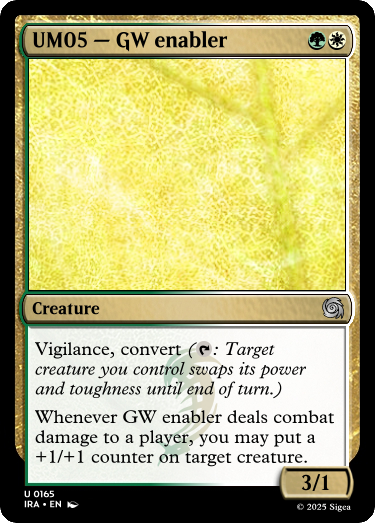 UM05 — GW enabler
Creature
Vigilance, convert (: Target
creature you control swaps its power
and toughness until end of turn.)
Whenever GW enabler deals combat
damage to a player, you may put a
+1/+1 counter on target creature.
3/1
U 0165
IRA • EN
© 2025 Sigea